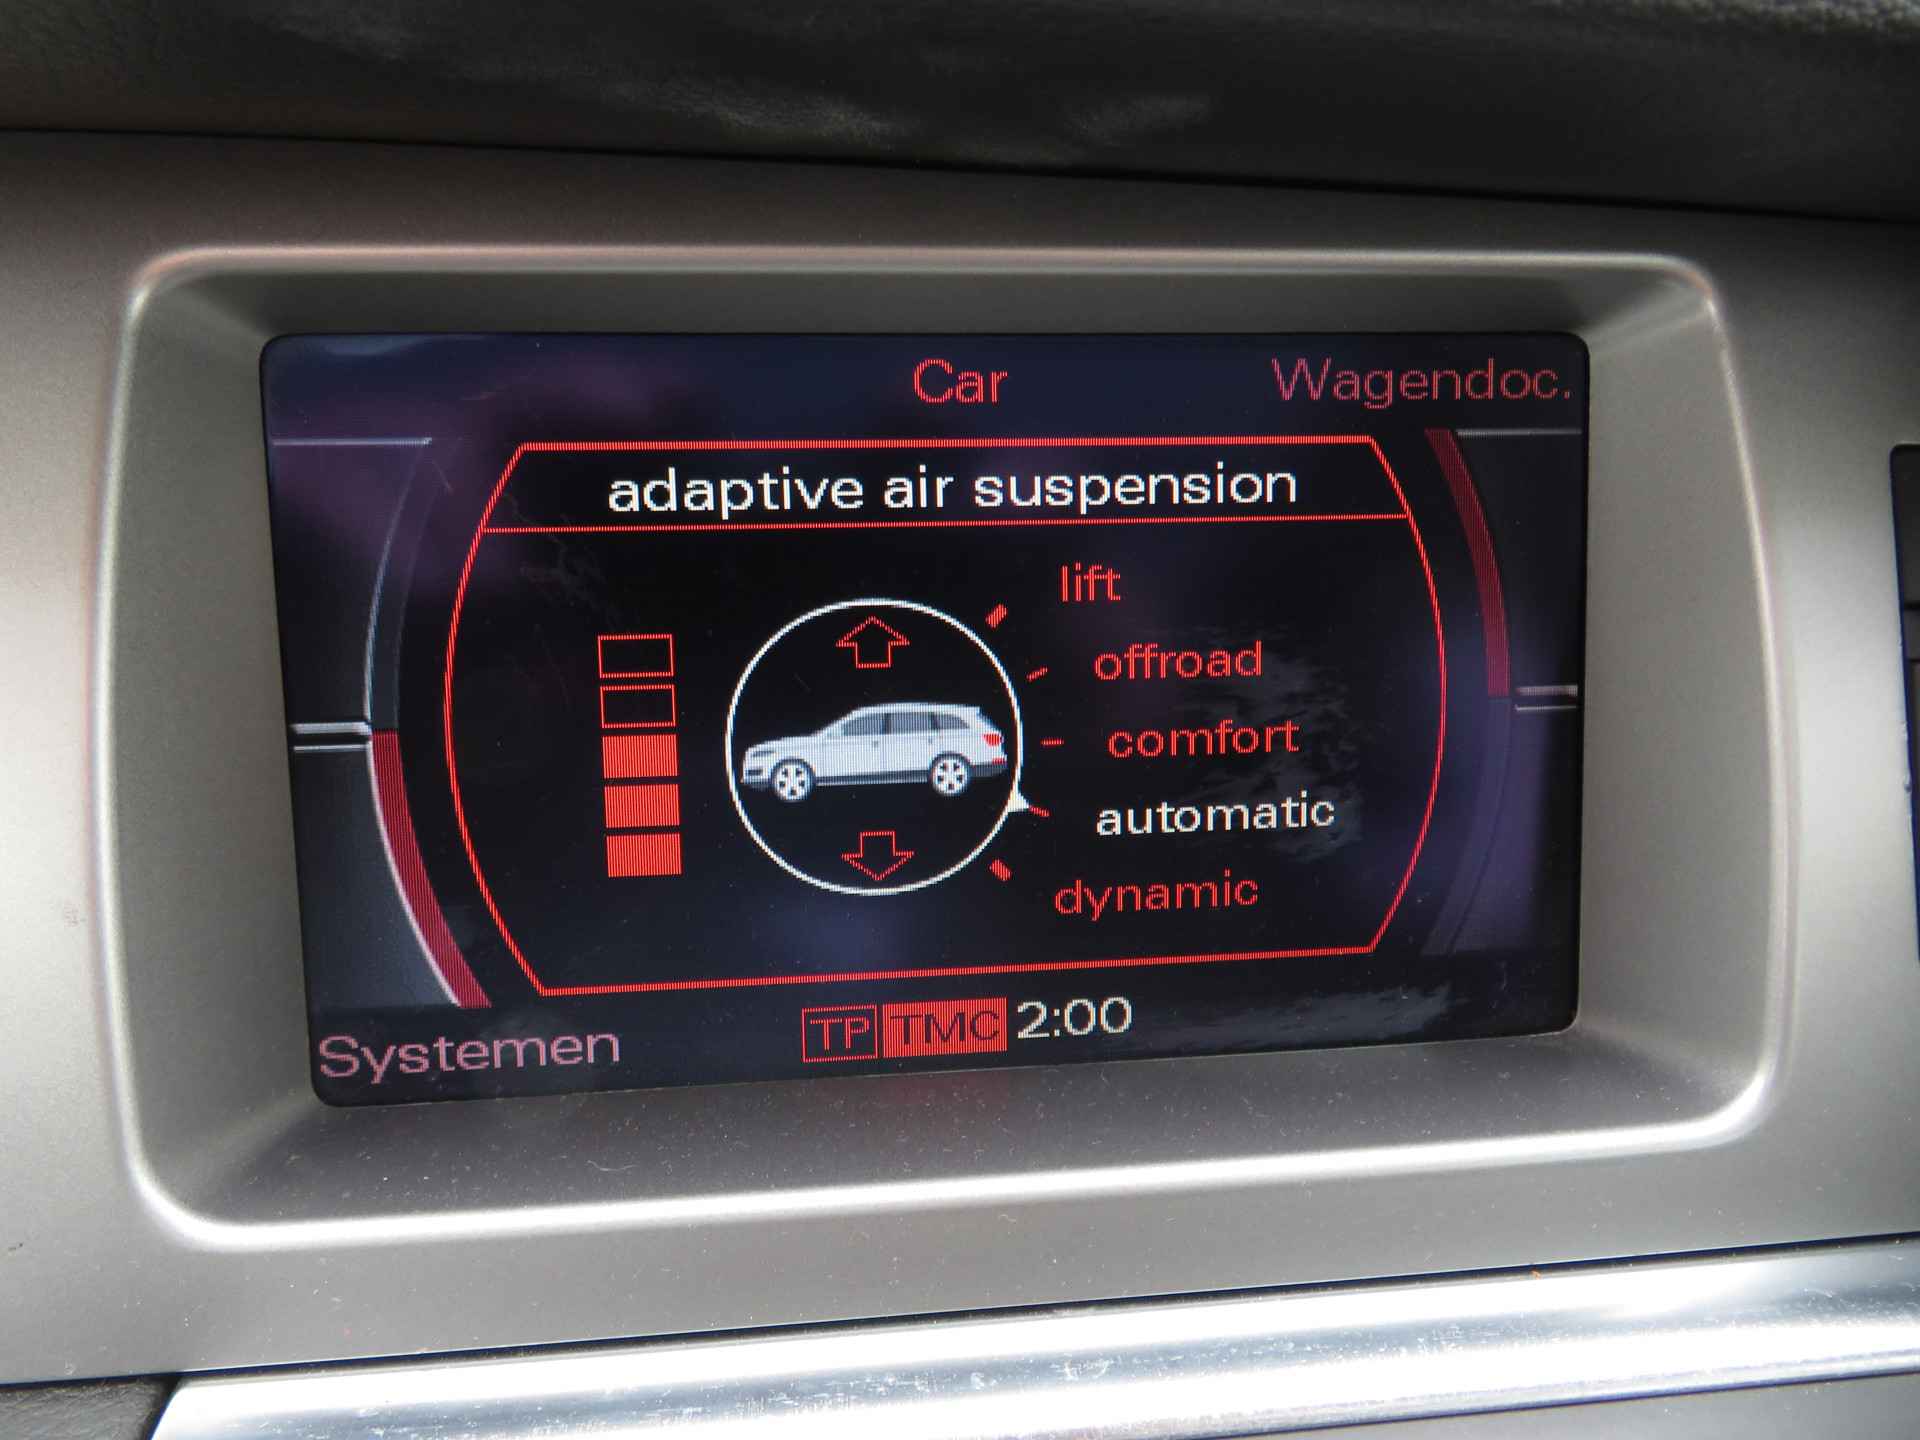 Car
Wagendoc.
adaptive air suspension
lift
offroad
comfort
automatic
dynamic
Systemen
TP TMC 2:00